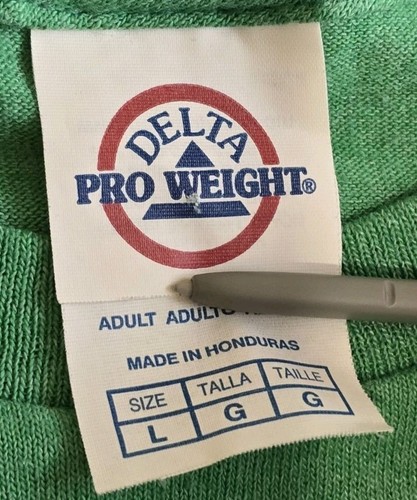 DELTA
PRO WEIGHT®
ADULT ADULTO
MADE IN HONDURAS
SIZE TALLA TAILLE
L G G